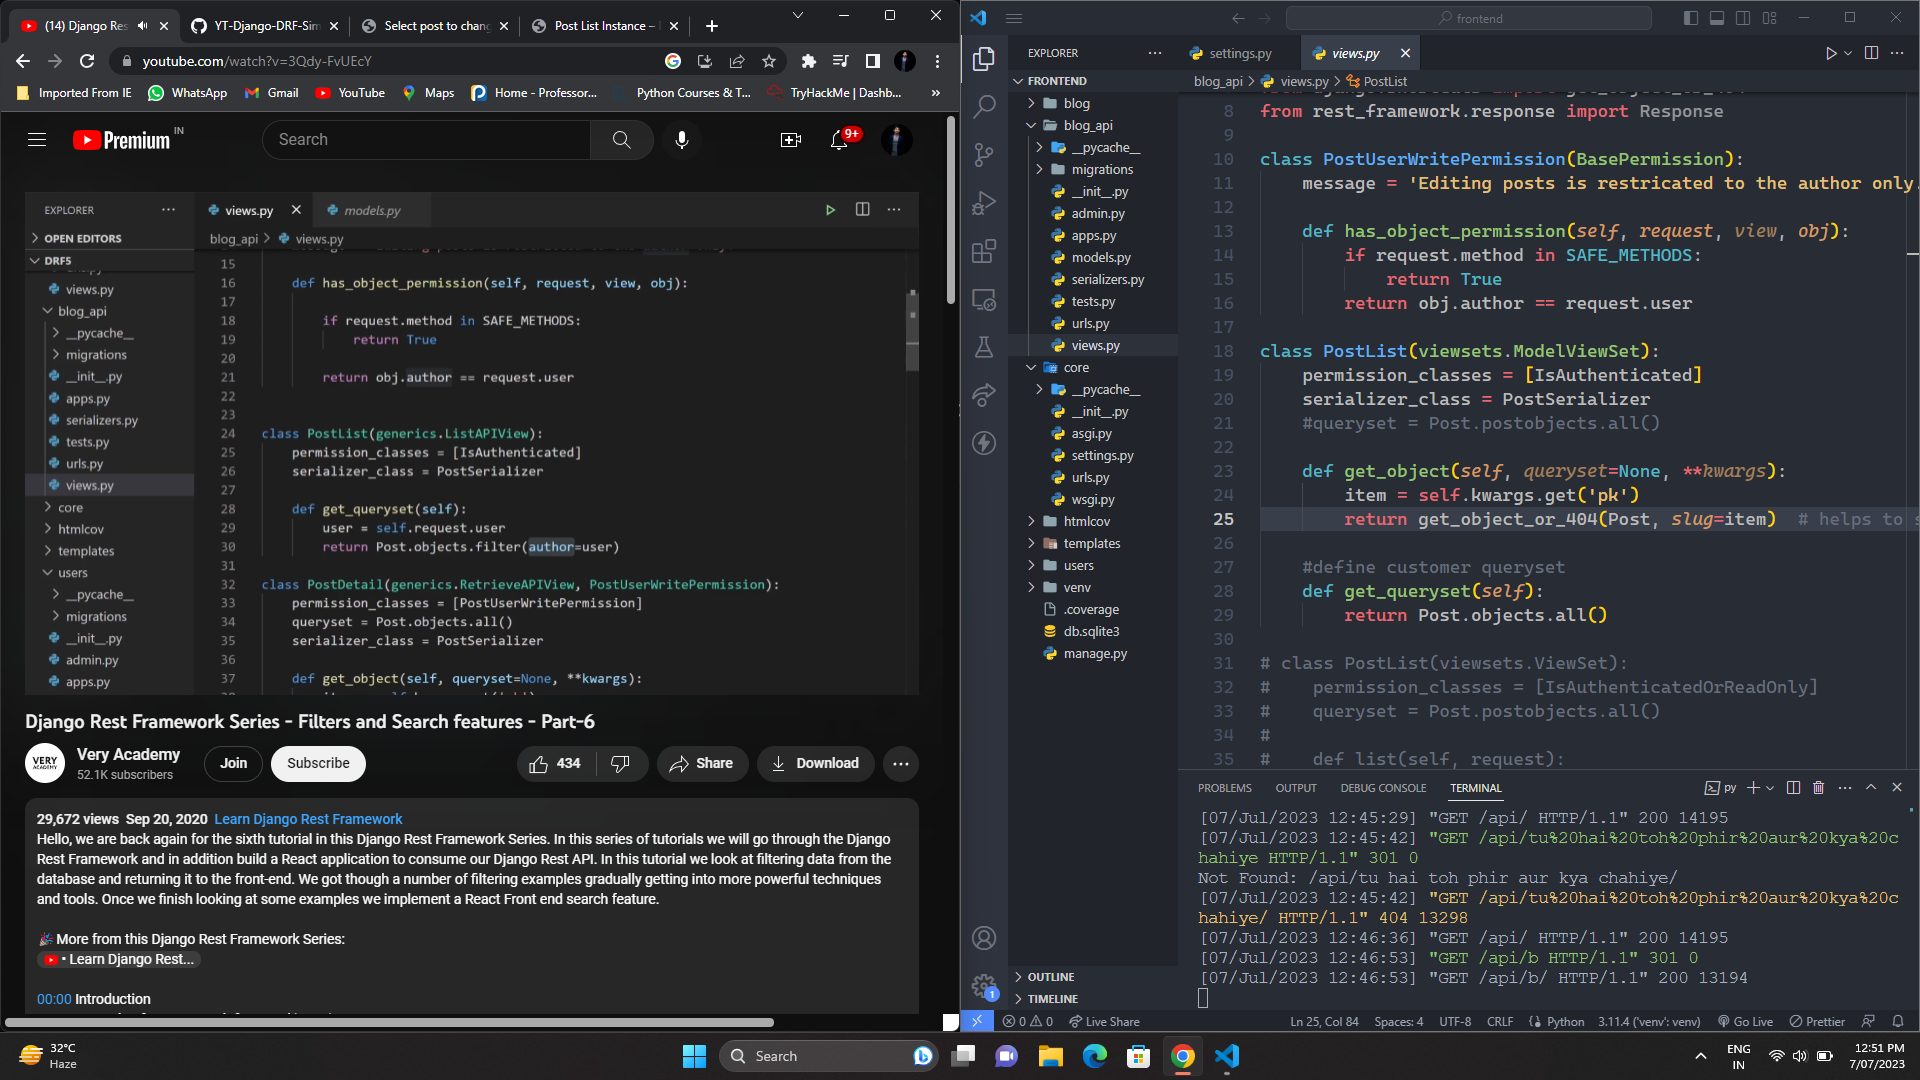 (14) Django Res
YT-Django-DRF-Sim
Select post to chang
Post List Instance –
youtube.com/watch?v=3Qdy-FvUEcY
Imported From IE
WhatsApp
Gmail
YouTube
Maps
Home - Professor...
Python Courses & T...
TryHackMe | Dashb...
Premium IN
Search
9+
EXPLORER
views.py
models.py
OPEN EDITORS
blog_api > views.py
DRF5
views.py
blog_api
__pycache__
migrations
__init__.py
apps.py
serializers.py
tests.py
urls.py
views.py
core
htmlcov
templates
users
__pycache__
migrations
__init__.py
admin.py
apps.py
15
16 def has_object_permission(self, request, view, obj):
17
18 if request.method in SAFE_METHODS:
19 return True
20
21 return obj.author == request.user
22
23
24 class PostList(generics.ListAPIView):
25 permission_classes = [IsAuthenticated]
26 serializer_class = PostSerializer
27
28 def get_queryset(self):
29 user = self.request.user
30 return Post.objects.filter(author=user)
31
32 class PostDetail(generics.RetrieveAPIView, PostUserWritePermission):
33 permission_classes = [PostUserWritePermission]
34 queryset = Post.objects.all()
35 serializer_class = PostSerializer
36
37 def get_object(self, queryset=None, **kwargs):
Django Rest Framework Series - Filters and Search features - Part-6
VERY ACADEMY
Very Academy
52.1K subscribers
Join
Subscribe
434
Share
Download
29,672 views Sep 20, 2020 Learn Django Rest Framework
Hello, we are back again for the sixth tutorial in this Django Rest Framework Series. In this series of tutorials we will go through the Django
Rest Framework and in addition build a React application to consume our Django Rest API. In this tutorial we look at filtering data from the
database and returning it to the front-end. We got though a number of filtering examples gradually getting into more powerful techniques
and tools. Once we finish looking at some examples we implement a React Front end search feature.
🎉 More from this Django Rest Framework Series:
• Learn Django Rest...
00:00 Introduction
frontend
EXPLORER
settings.py
views.py
FRONTEND
blog_api > views.py > PostList
blog
blog_api
__pycache__
migrations
__init__.py
admin.py
apps.py
models.py
serializers.py
tests.py
urls.py
views.py
core
__pycache__
__init__.py
asgi.py
settings.py
urls.py
wsgi.py
htmlcov
templates
users
venv
.coverage
db.sqlite3
manage.py
OUTLINE
TIMELINE
8 from rest_framework.response import Response
9
10 class PostUserWritePermission(BasePermission):
11 message = 'Editing posts is restricated to the author only.
12
13 def has_object_permission(self, request, view, obj):
14 if request.method in SAFE_METHODS:
15 return True
16 return obj.author == request.user
17
18 class PostList(viewsets.ModelViewSet):
19 permission_classes = [IsAuthenticated]
20 serializer_class = PostSerializer
21 #queryset = Post.postobjects.all()
22
23 def get_object(self, queryset=None, **kwargs):
24 item = self.kwargs.get('pk')
25 return get_object_or_404(Post, slug=item) # helps to s
26
27 #define customer queryset
28 def get_queryset(self):
29 return Post.objects.all()
30
31 # class PostList(viewsets.ViewSet):
32 # permission_classes = [IsAuthenticatedOrReadOnly]
33 # queryset = Post.postobjects.all()
34 #
35 # def list(self, request):
PROBLEMS
OUTPUT
DEBUG CONSOLE
TERMINAL
py
[07/Jul/2023 12:45:29] "GET /api/ HTTP/1.1" 200 14195
[07/Jul/2023 12:45:42] "GET /api/tu%20hai%20toh%20phir%20aur%20kya%20c
hahiye HTTP/1.1" 301 0
Not Found: /api/tu hai toh phir aur kya chahiye/
[07/Jul/2023 12:45:42] "GET /api/tu%20hai%20toh%20phir%20aur%20kya%20c
hahiye/ HTTP/1.1" 404 13298
[07/Jul/2023 12:46:36] "GET /api/ HTTP/1.1" 200 14195
[07/Jul/2023 12:46:53] "GET /api/b HTTP/1.1" 301 0
[07/Jul/2023 12:46:53] "GET /api/b/ HTTP/1.1" 200 13194
1
0 0
Live Share
Ln 25, Col 84
Spaces: 4
UTF-8
CRLF
Python
3.11.4 ('venv': venv)
Go Live
Prettier
32°C
Haze
Search
ENG
IN
12:51 PM
7/07/2023